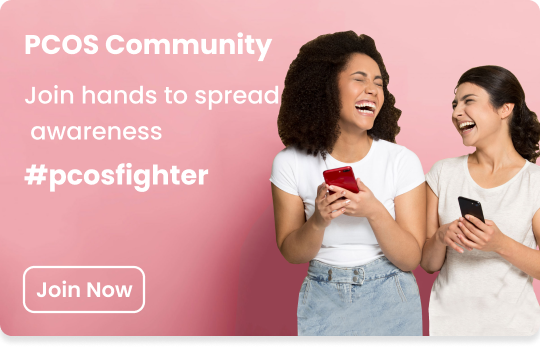 PCOS Community
Join hands to spread
awareness
#pcosfighter
Join Now